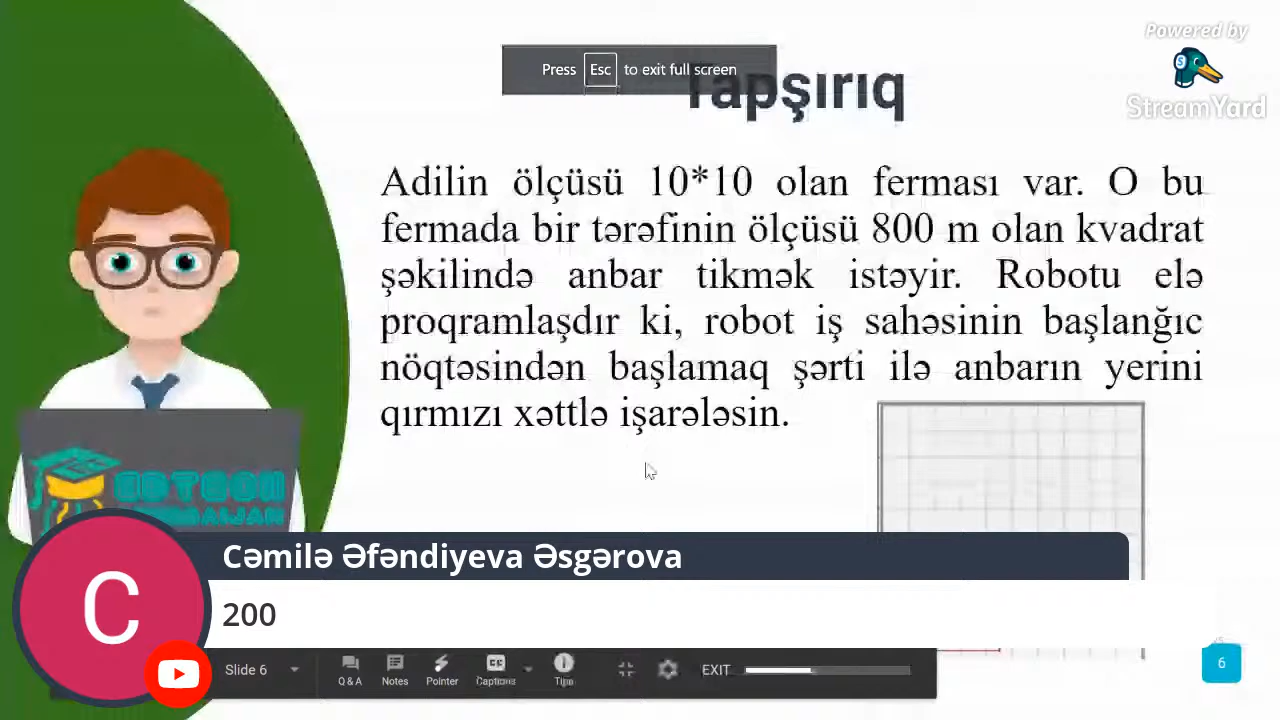 Powered by
StreamYard
Press Esc to exit full screen
Tapşırıq
Adilin ölçüsü 10*10 olan ferması var. O bu
fermada bir tərəfinin ölçüsü 800 m olan kvadrat
şəkilində anbar tikmək istəyir. Robotu elə
proqramlaşdır ki, robot iş sahəsinin başlanğıc
nöqtəsindən başlamaq şərti ilə anbarın yerini
qırmızı xəttlə işarələsin.
C
Cəmilə Əfəndiyeva Əsgərova
200
Slide 6
Q & A
Notes
Pointer
CC
Captions
Tips
EXIT
6